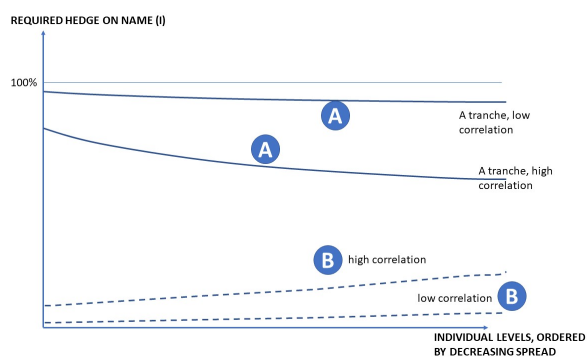 REQUIRED HEDGE ON NAME (I)
100%
A
A tranche, low
correlation
A
A tranche, high
correlation
B high correlation
low correlation B
INDIVIDUAL LEVELS, ORDERED
BY DECREASING SPREAD